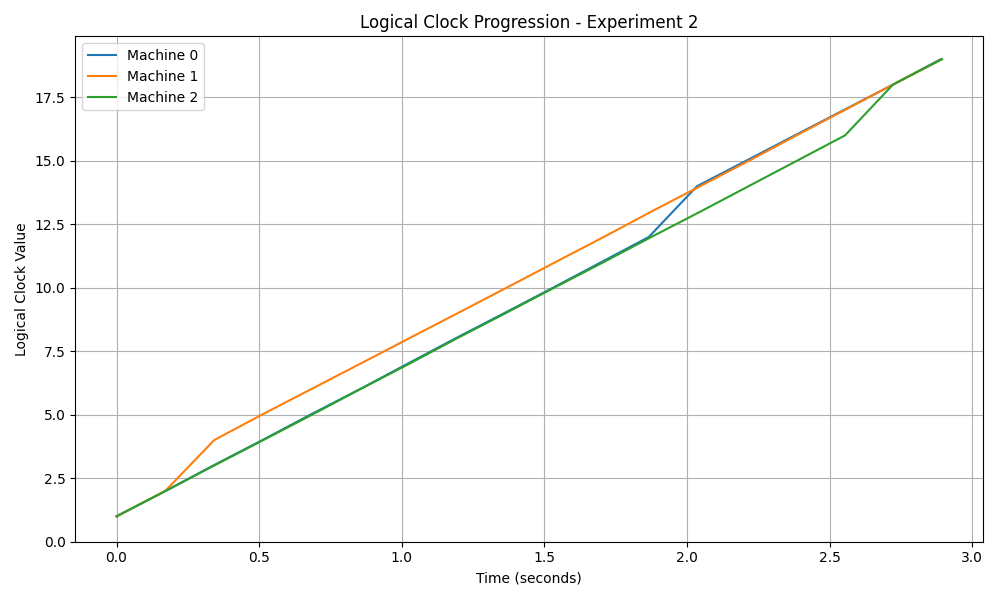 Logical Clock Progression - Experiment 2
Machine 0
Machine 1
Machine 2
Logical Clock Value
17.5
15.0
12.5
10.0
7.5
5.0
2.5
0.0
0.0 0.5 1.0 1.5 2.0 2.5 3.0
Time (seconds)